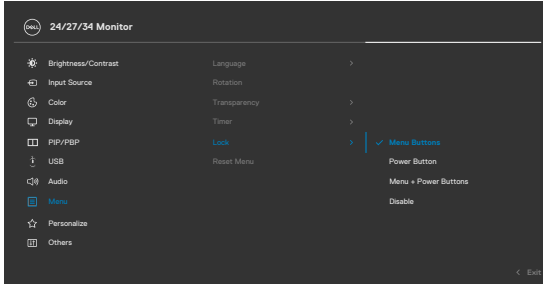 DELL 24/27/34 Monitor
Brightness/Contrast
Input Source
Color
Display
PIP/PBP
USB
Audio
Menu
Personalize
Others
Language
Rotation
Transparency
Timer
Lock
Reset Menu
Menu Buttons
Power Button
Menu + Power Buttons
Disable
Exit